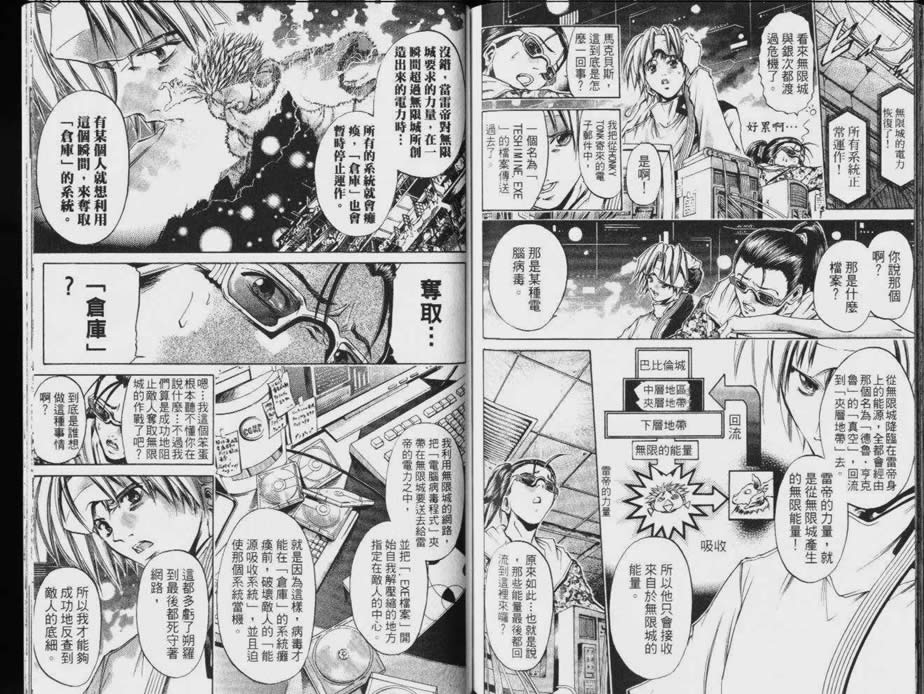 無限城的電力
恢復了！
所有系統正
常運作！
看來無限城
與銀次都渡
過危機了。
好累啊…
馬克貝斯，
這到底是怎
麼一回事？
是啊！
我把從
寄來的電
子郵件中，
一個名為「
TESHIMINE.EXE
」的檔案傳送
過去了。
你說那個
啊？
那是什麼
檔案？
那是某種電
腦病毒。
從無限城降臨在雷帝身
上的能源，全都會經由
那個名為「德魯・亨克
魯」的「真空」，回流
到「夾層地帶」去。
巴比倫城
中層地區
夾層地帶
下層地帶
無限的能量
回流
雷帝的力量
吸收
雷帝的力量，就
是從無限城產生
的無限能量！
所以他只會接收
來自於無限城的
能量。
原來如此…也就是說
，那些能量最後都回
流到這裡來囉？
沒錯，當雷帝對無限
城要求的力量，在一
瞬間超過無限城所創
造出來的電力時…
所有的系統就會癱
瘓，「倉庫」也會
暫時停止運作。
有某個人就想利用
這個瞬間，來奪取
「倉庫」的系統。
奪取…
「倉庫」
？
我利用無限城的網路，
把「電腦病毒程式」夾
帶在無限城要送去給雷
帝的電力之中，
並把「.EXE檔案」開
始自我解壓縮的地方
指定在敵人的中心。
就是因為這樣，病毒才
能在「倉庫」的系統癱
瘓前，破壞敵人的「能
源吸收系統」，並且迫
使那個系統當機。
嗯…我這個笨蛋
根本聽不懂你在
說什麼…不過我
們算是成功地阻
止敵人奪取無限
城的作戰了吧？
到底是誰想
做這種事情
啊？
這都多虧了朔羅
到最後都死守著
網路，
所以我才能夠
成功地反查到
敵人的底細。